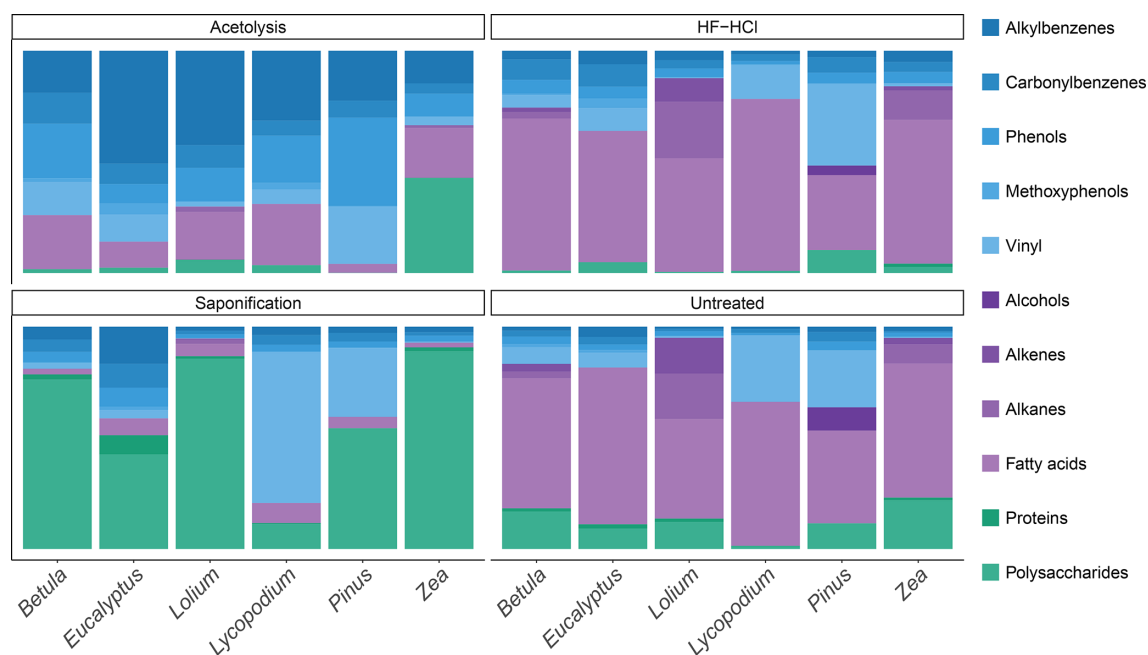 Acetolysis
HF−HCl
Saponification
Untreated
Betula
Eucalyptus
Lolium
Lycopodium
Pinus
Zea
Betula
Eucalyptus
Lolium
Lycopodium
Pinus
Zea
Alkylbenzenes
Carbonylbenzenes
Phenols
Methoxyphenols
Vinyl
Alcohols
Alkenes
Alkanes
Fatty acids
Proteins
Polysaccharides